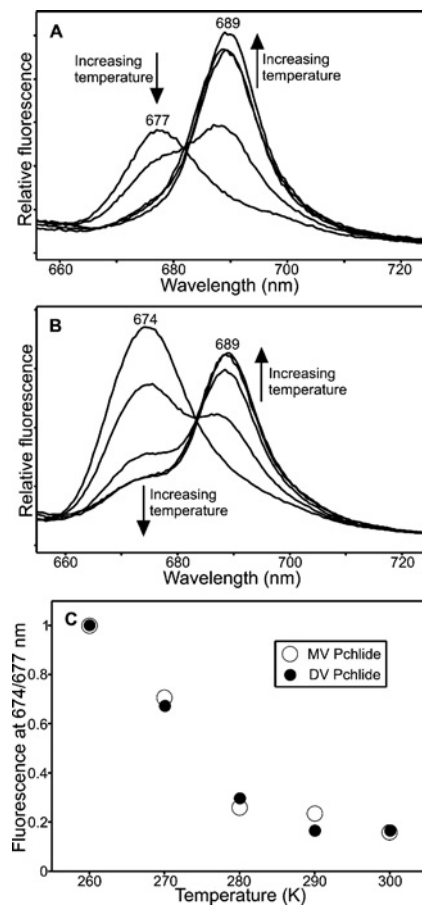 A
689
Increasing
temperature
Increasing
temperature
677
Relative fluorescence
660
680
700
720
Wavelength (nm)
B
674
689
Increasing
temperature
Increasing
temperature
Relative fluorescence
660
680
700
720
Wavelength (nm)
C
MV Pchlide
DV Pchlide
Fluorescence at 674/677 nm
1
0.8
0.6
0.4
0.2
0
260
270
280
290
300
Temperature (K)